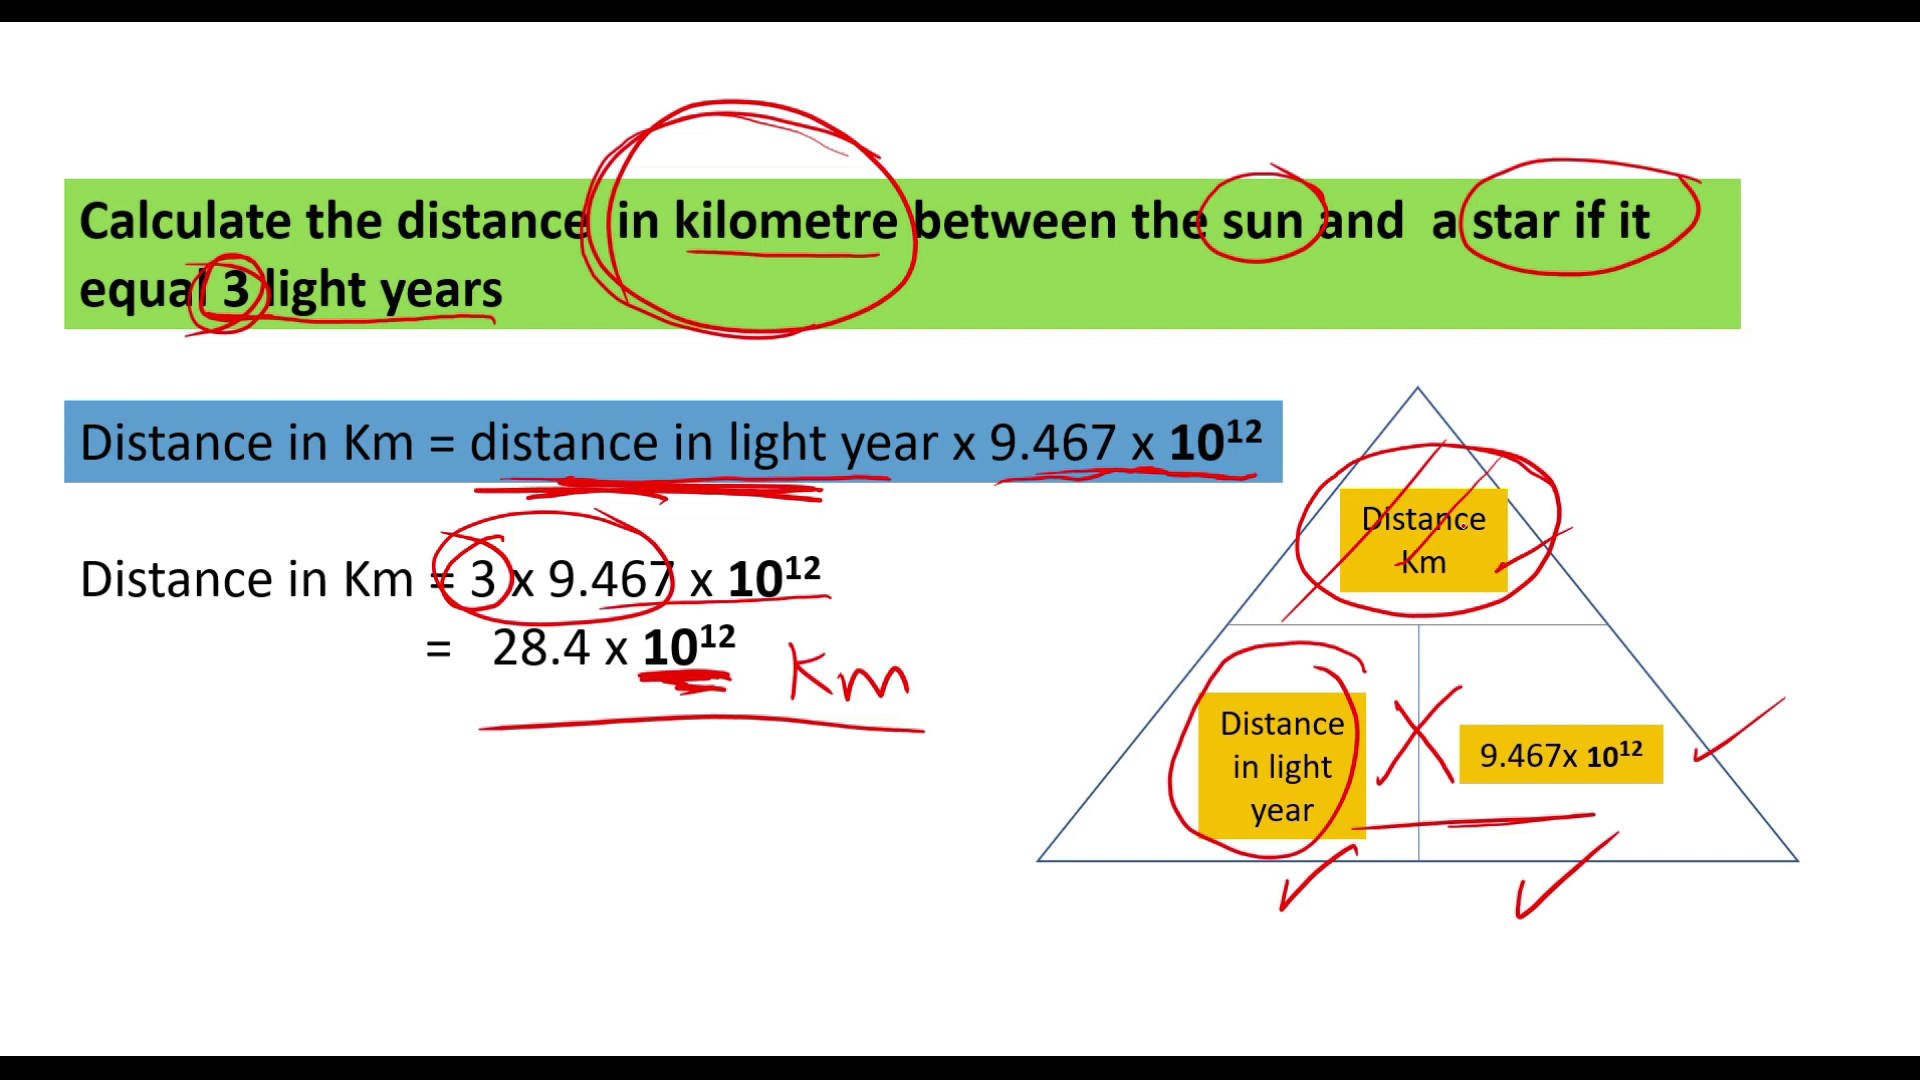 Calculate the distance in kilometre between the sun and a star if it
equal 3 light years
Distance in Km = distance in light year x 9.467 x 10¹²
Distance in Km = 3 x 9.467 x 10¹²
= 28.4 x 10¹² Km
Distance
Km
Distance
in light
year
X
9.467x 10¹²